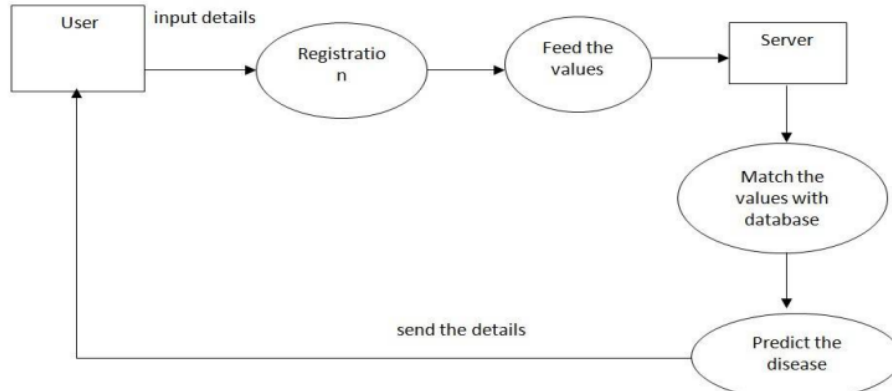 User
input details
Registratio
n
Feed the
values
Server
Match the
values with
database
Predict the
disease
send the details